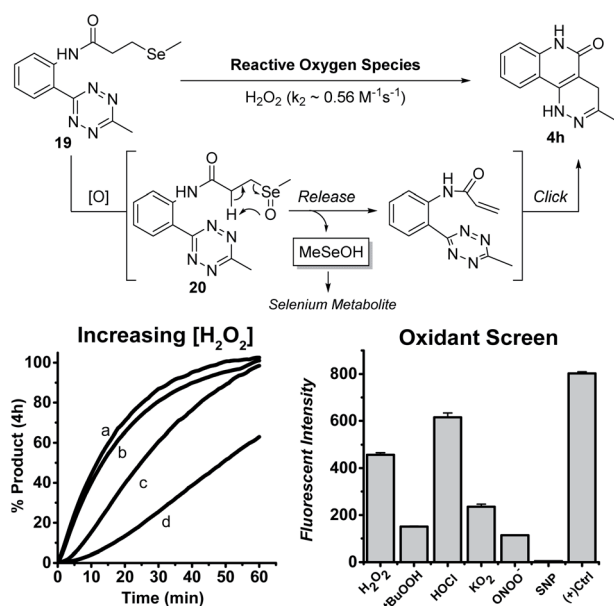 O
HN
Se
N
N
N
N
19
Reactive Oxygen Species
H₂O₂ (k₂ ~ 0.56 M⁻¹s⁻¹)
H
N
O
HN
N
4h
[O]
O
HN
Se
H
O
N
N
N
N
20
Release
MeSeOH
Selenium Metabolite
O
NH
N
N
N
N
Click
Increasing [H₂O₂]
% Product (4h)
100
80
60
40
20
0
a
b
c
d
0 10 20 30 40 50 60
Time (min)
Oxidant Screen
Fluorescent Intensity
800
600
400
200
0
H₂O₂
tBuOOH
HOCl
KO₂
ONOO⁻
SNP
(+)Ctrl